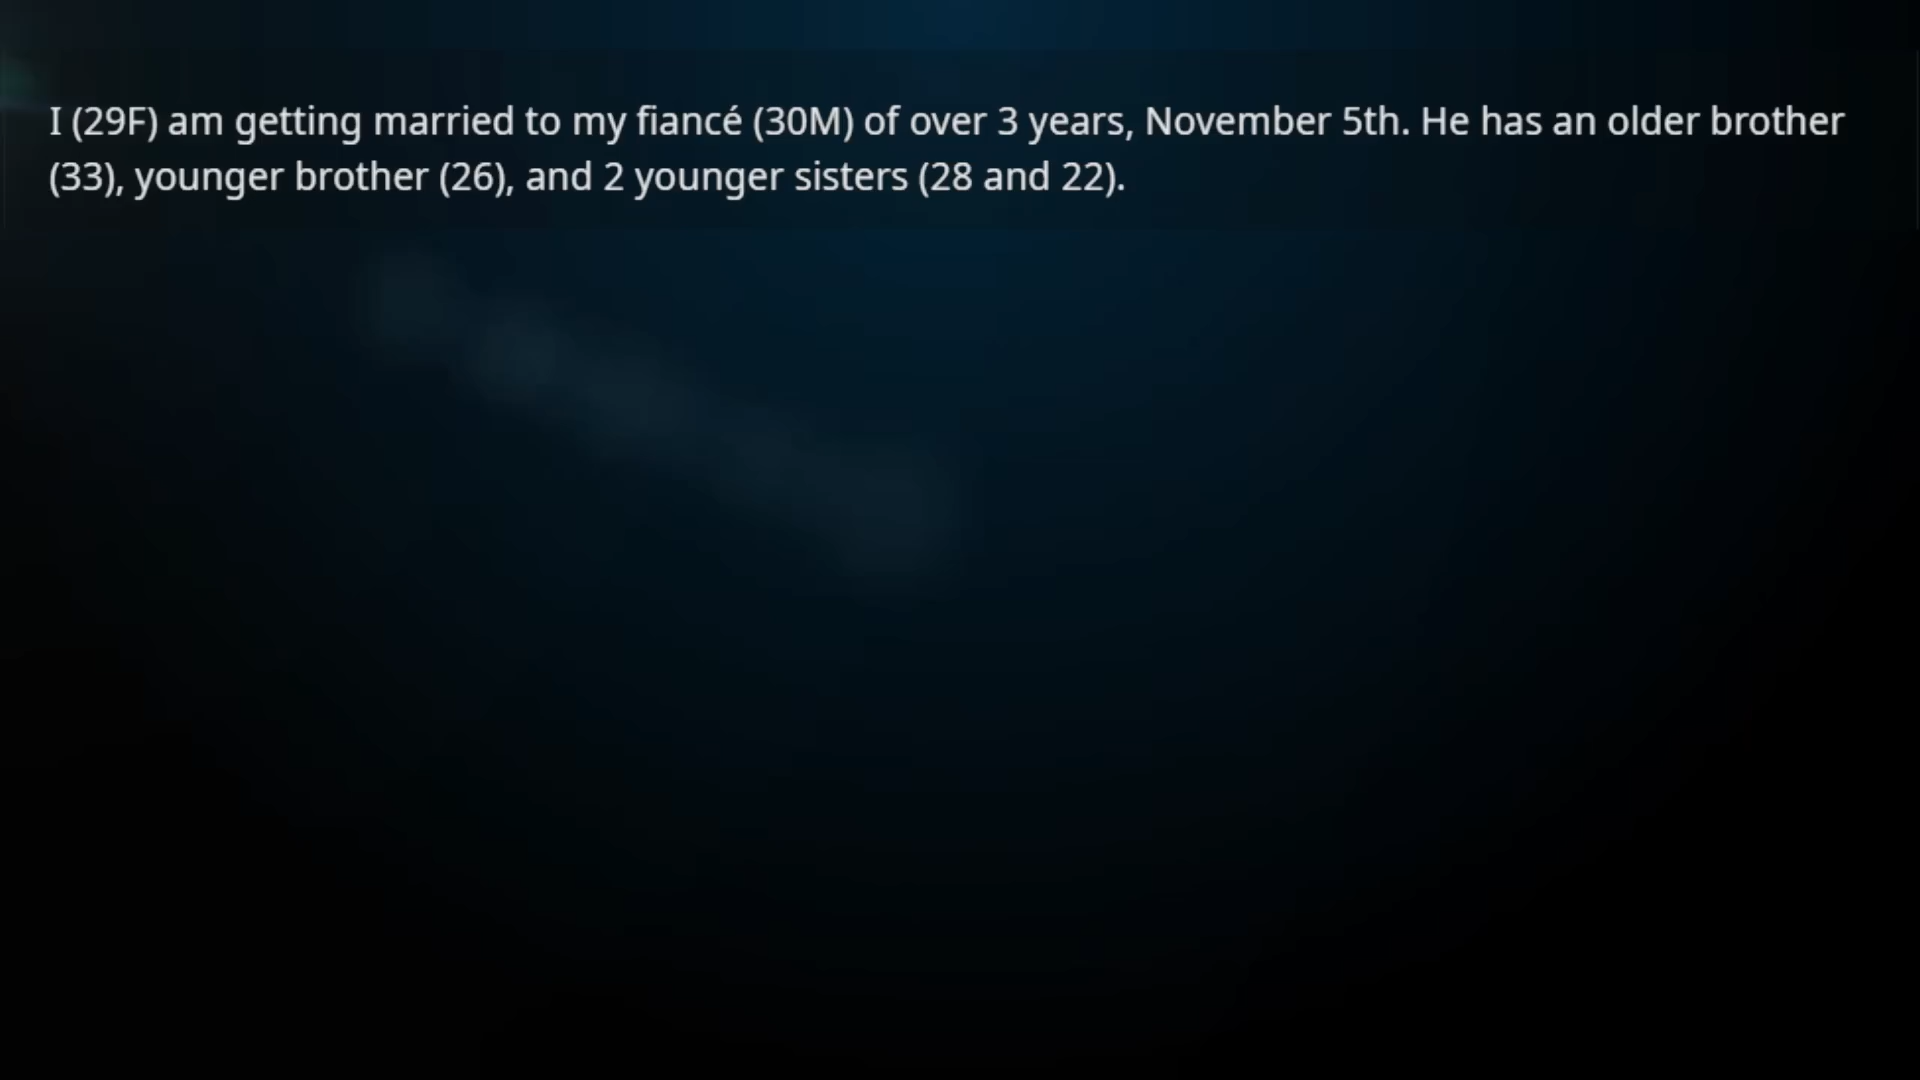 I (29F) am getting married to my fiancé (30M) of over 3 years, November 5th. He has an older brother
(33), younger brother (26), and 2 younger sisters (28 and 22).